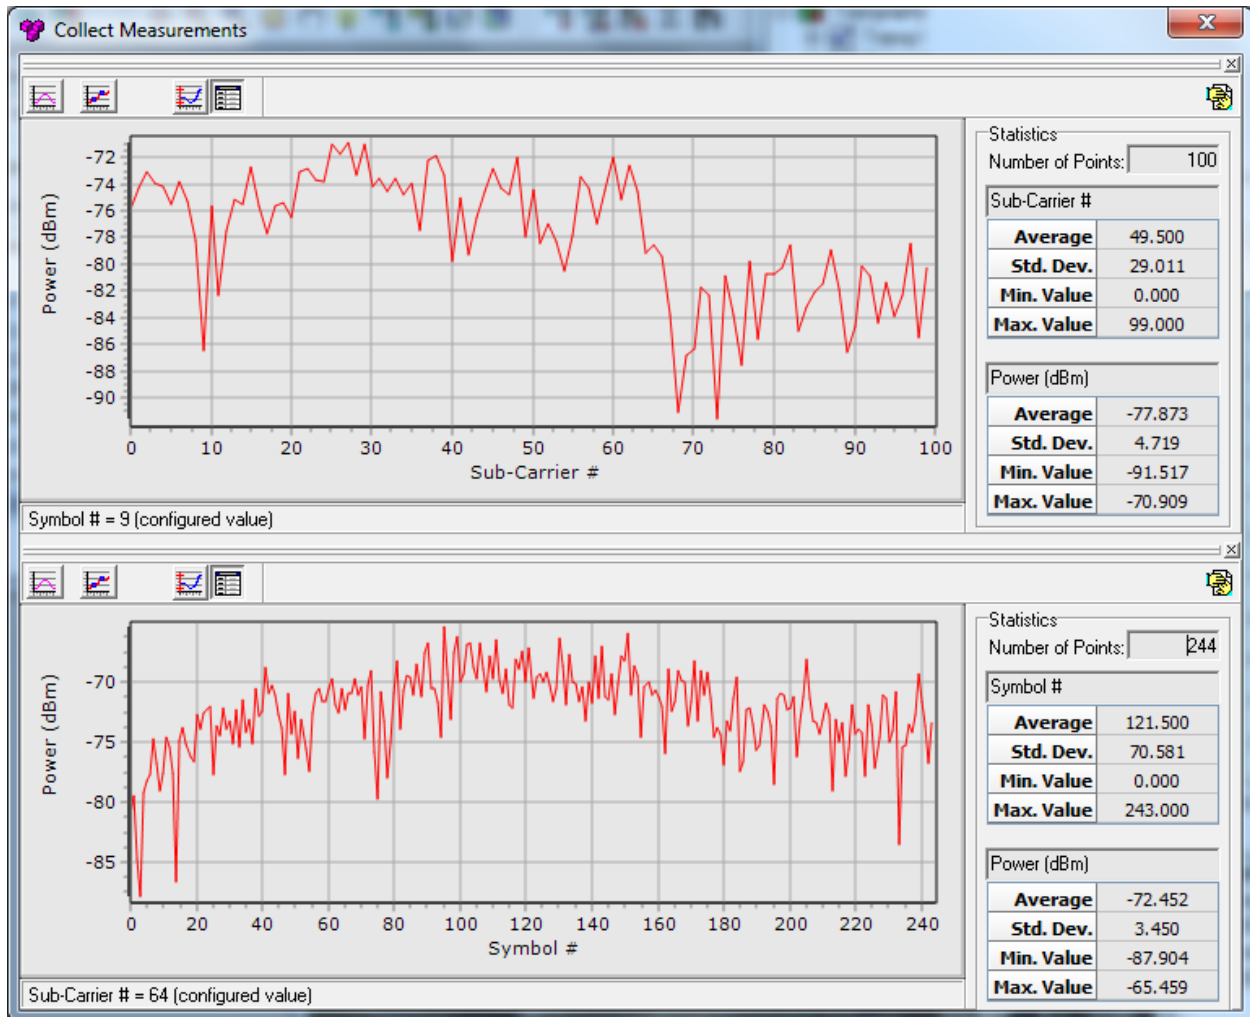 Collect Measurements
Power (dBm)
-72
-74
-76
-78
-80
-82
-84
-86
-88
-90
0 10 20 30 40 50 60 70 80 90 100
Sub-Carrier #
Symbol # = 9 (configured value)
Statistics
Number of Points: 100
Sub-Carrier #
Average 49.500
Std. Dev. 29.011
Min. Value 0.000
Max. Value 99.000
Power (dBm)
Average -77.873
Std. Dev. 4.719
Min. Value -91.517
Max. Value -70.909
Power (dBm)
-70
-75
-80
-85
0 20 40 60 80 100 120 140 160 180 200 220 240
Symbol #
Sub-Carrier # = 64 (configured value)
Statistics
Number of Points: 244
Symbol #
Average 121.500
Std. Dev. 70.581
Min. Value 0.000
Max. Value 243.000
Power (dBm)
Average -72.452
Std. Dev. 3.450
Min. Value -87.904
Max. Value -65.459